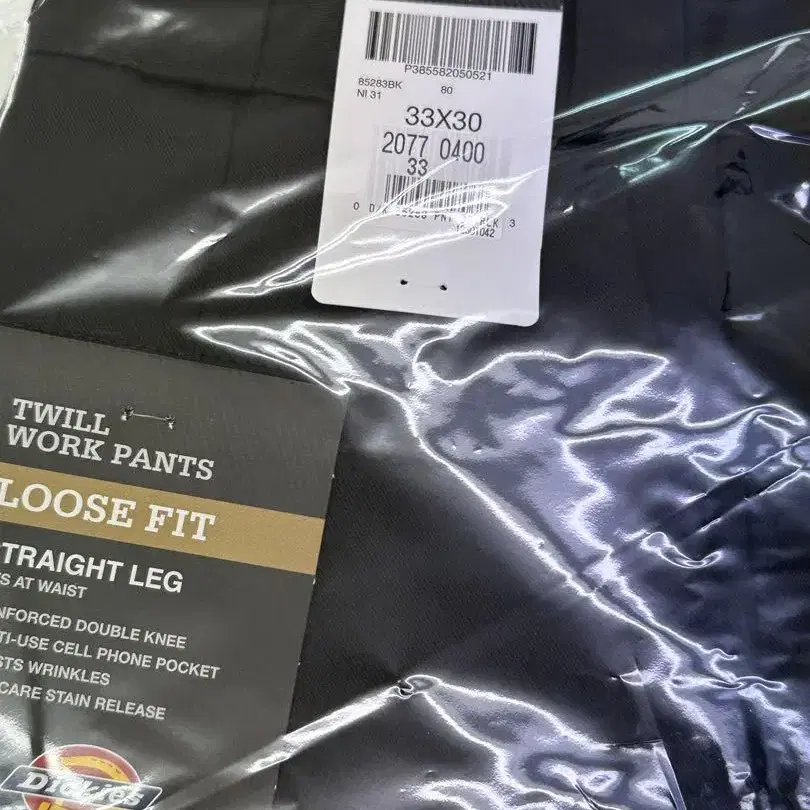 P385582050521
85283BK 80
NI 31
33X30
2077 0400
33
TWILL
WORK PANTS
LOOSE FIT
TRAIGHT LEG
S AT WAIST
NFORCED DOUBLE KNEE
TI-USE CELL PHONE POCKET
STS WRINKLES
CARE STAIN RELEASE
Dickies